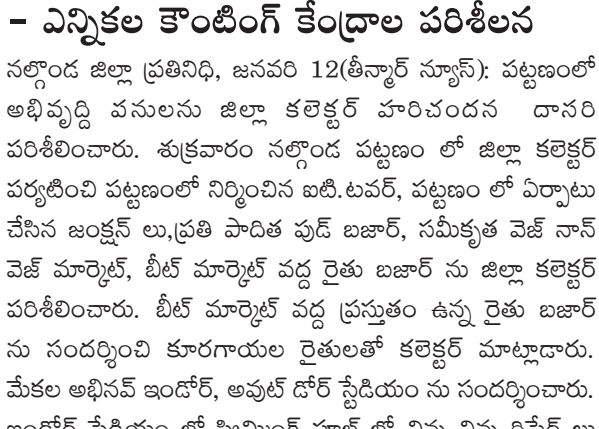 - ఎన్నికల కౌంటింగ్ కేంద్రాల పరిశీలన
నల్గొండ జిల్లా ప్రతినిధి, జనవరి 12(తీన్మార్ న్యూస్): పట్టణంలో
అభివృద్ది వనులను జిల్లా కలెక్టర్ హరిచందన దానరి
పరిశీలించారు. శుక్రవారం నల్గొండ పట్టణం లో జిల్లా కలెక్టర్
పర్యటించి పట్టణంలో నిర్మించిన ఐటి.టవర్, పట్టణం లో ఏర్పాటు
చేసిన జంక్షన్ లు,ప్రతి పాదిత పుడ్ బజార్, సమీకృత వెజ్ నాన్
వెజ్ మార్కెట్, బీట్ మార్కెట్ వద్ద రైతు బజార్ ను జిల్లా కలెక్టర్
పరిశీలించారు. బీట్ మార్కెట్ వద్ద ప్రస్తుతం ఉన్న రైతు బజార్
ను సందర్శించి కూరగాయల రైతులతో కలెక్టర్ మాట్లాడారు.
మేకల అభినవ్ ఇండోర్, అవుట్ డోర్ స్టేడియం ను సందర్శించారు.